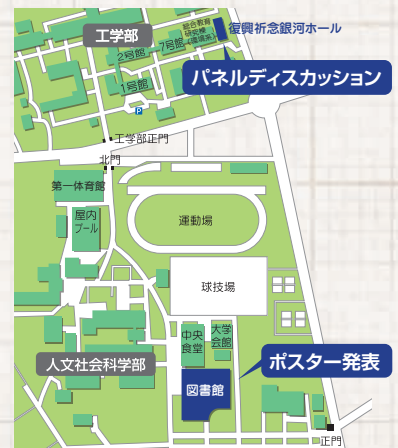 工学部
総合教育
研究棟
(環境系)
復興祈念銀河ホール
2号館
7号館
パネルディスカッション
1号館
P
工学部正門
北門
第一体育館
屋内
プール
運動場
球技場
中央
食堂
大学
会館
人文社会科学部
ポスター発表
図書館
正門